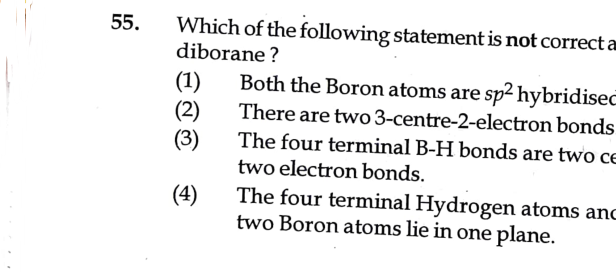 55. Which of the following statement is not correct a
diborane ?
(1) Both the Boron atoms are sp² hybridised
(2) There are two 3-centre-2-electron bonds
(3) The four terminal B-H bonds are two ce
two electron bonds.
(4) The four terminal Hydrogen atoms and
two Boron atoms lie in one plane.